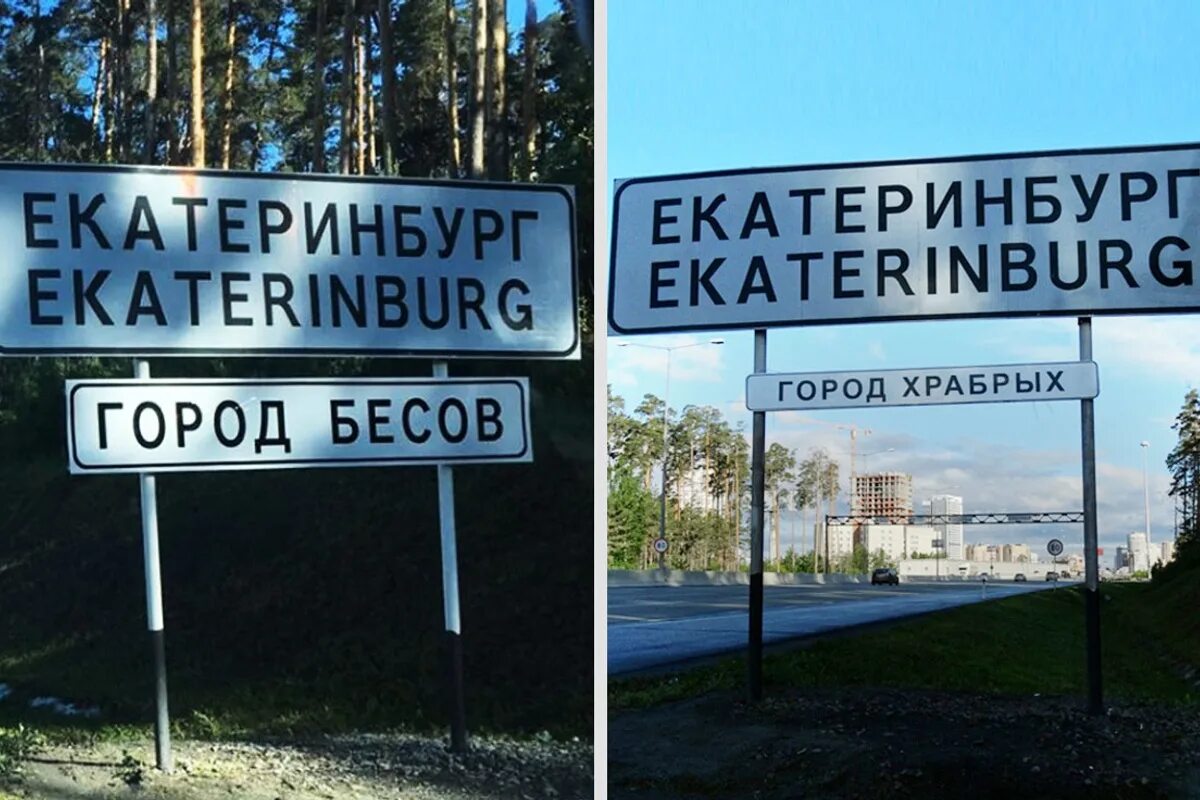 ЕКАТЕРИНБУРГ
EKATERINBURG
ГОРОД БЕСОВ
ЕКАТЕРИНБУРГ
EKATERINBURG
ГОРОД ХРАБРЫХ